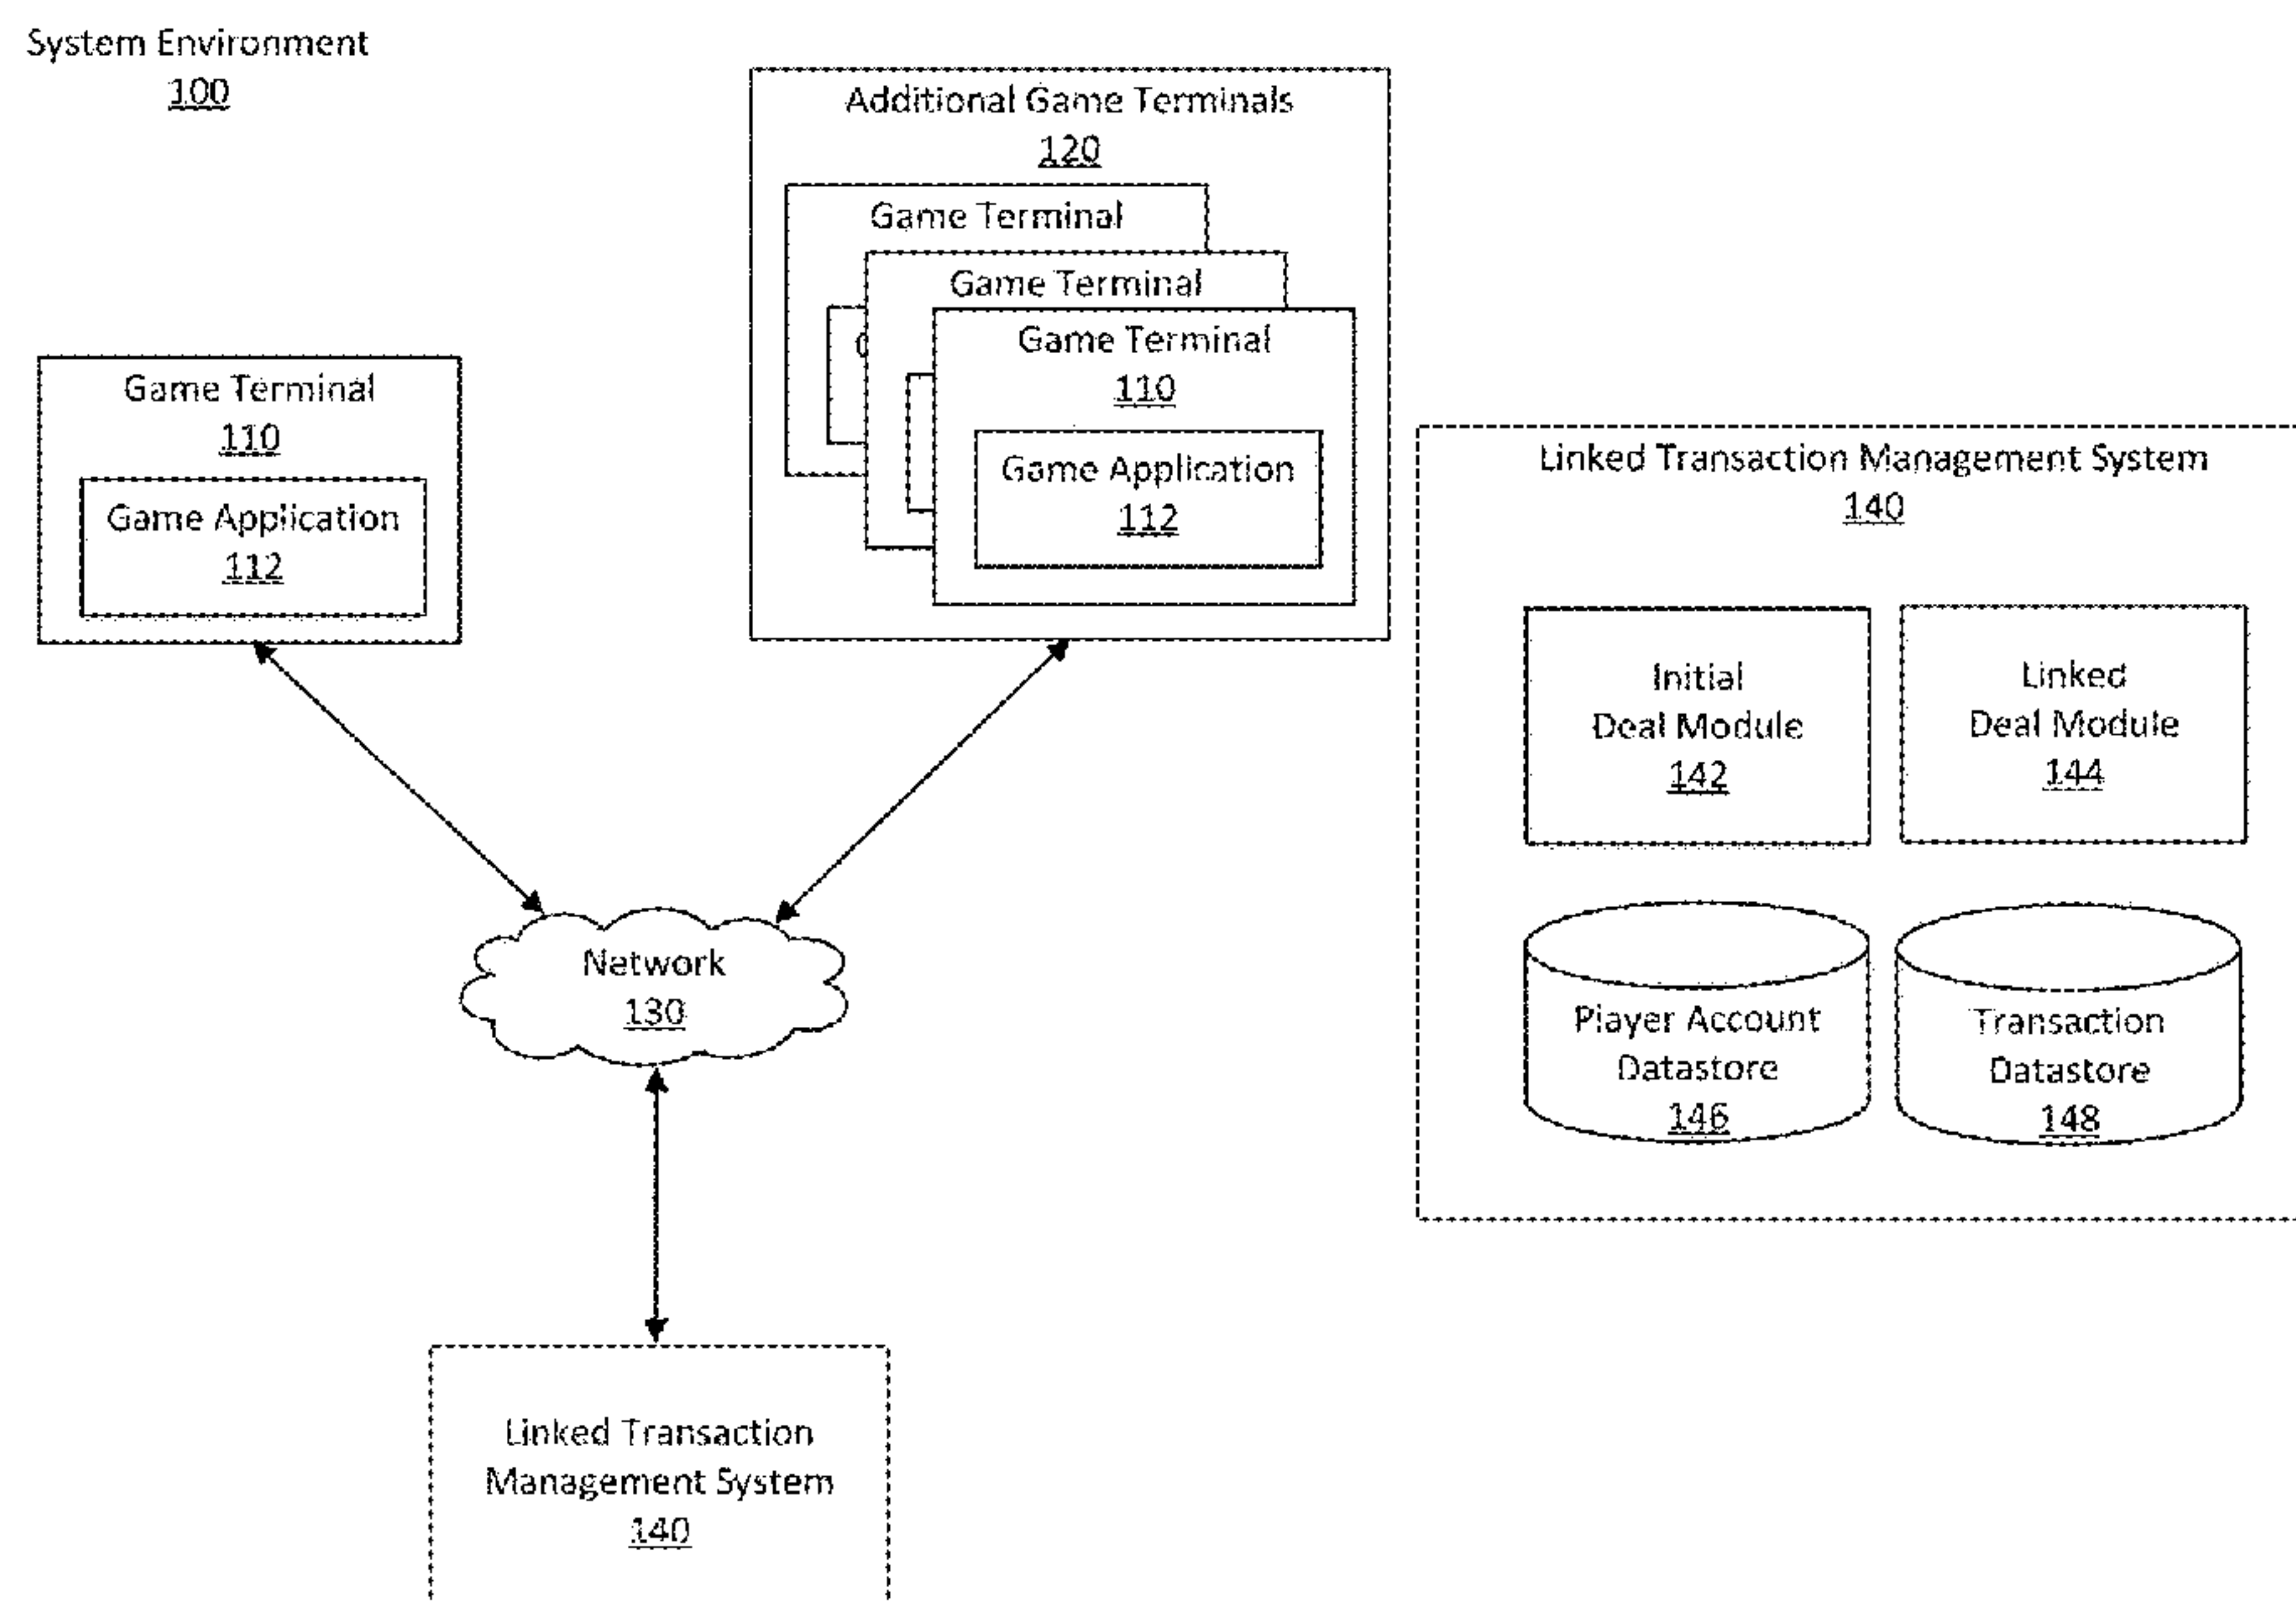 System Environment
100
Additional Game Terminals
120
Game Terminal
Game Terminal
Game Terminal
110
Game Application
112
Game Terminal
110
Game Application
112
Network
130
Linked Transaction
Management System
140
Linked Transaction Management System
140
Initial
Deal Module
142
Linked
Deal Module
144
Player Account
Datastore
146
Transaction
Datastore
148